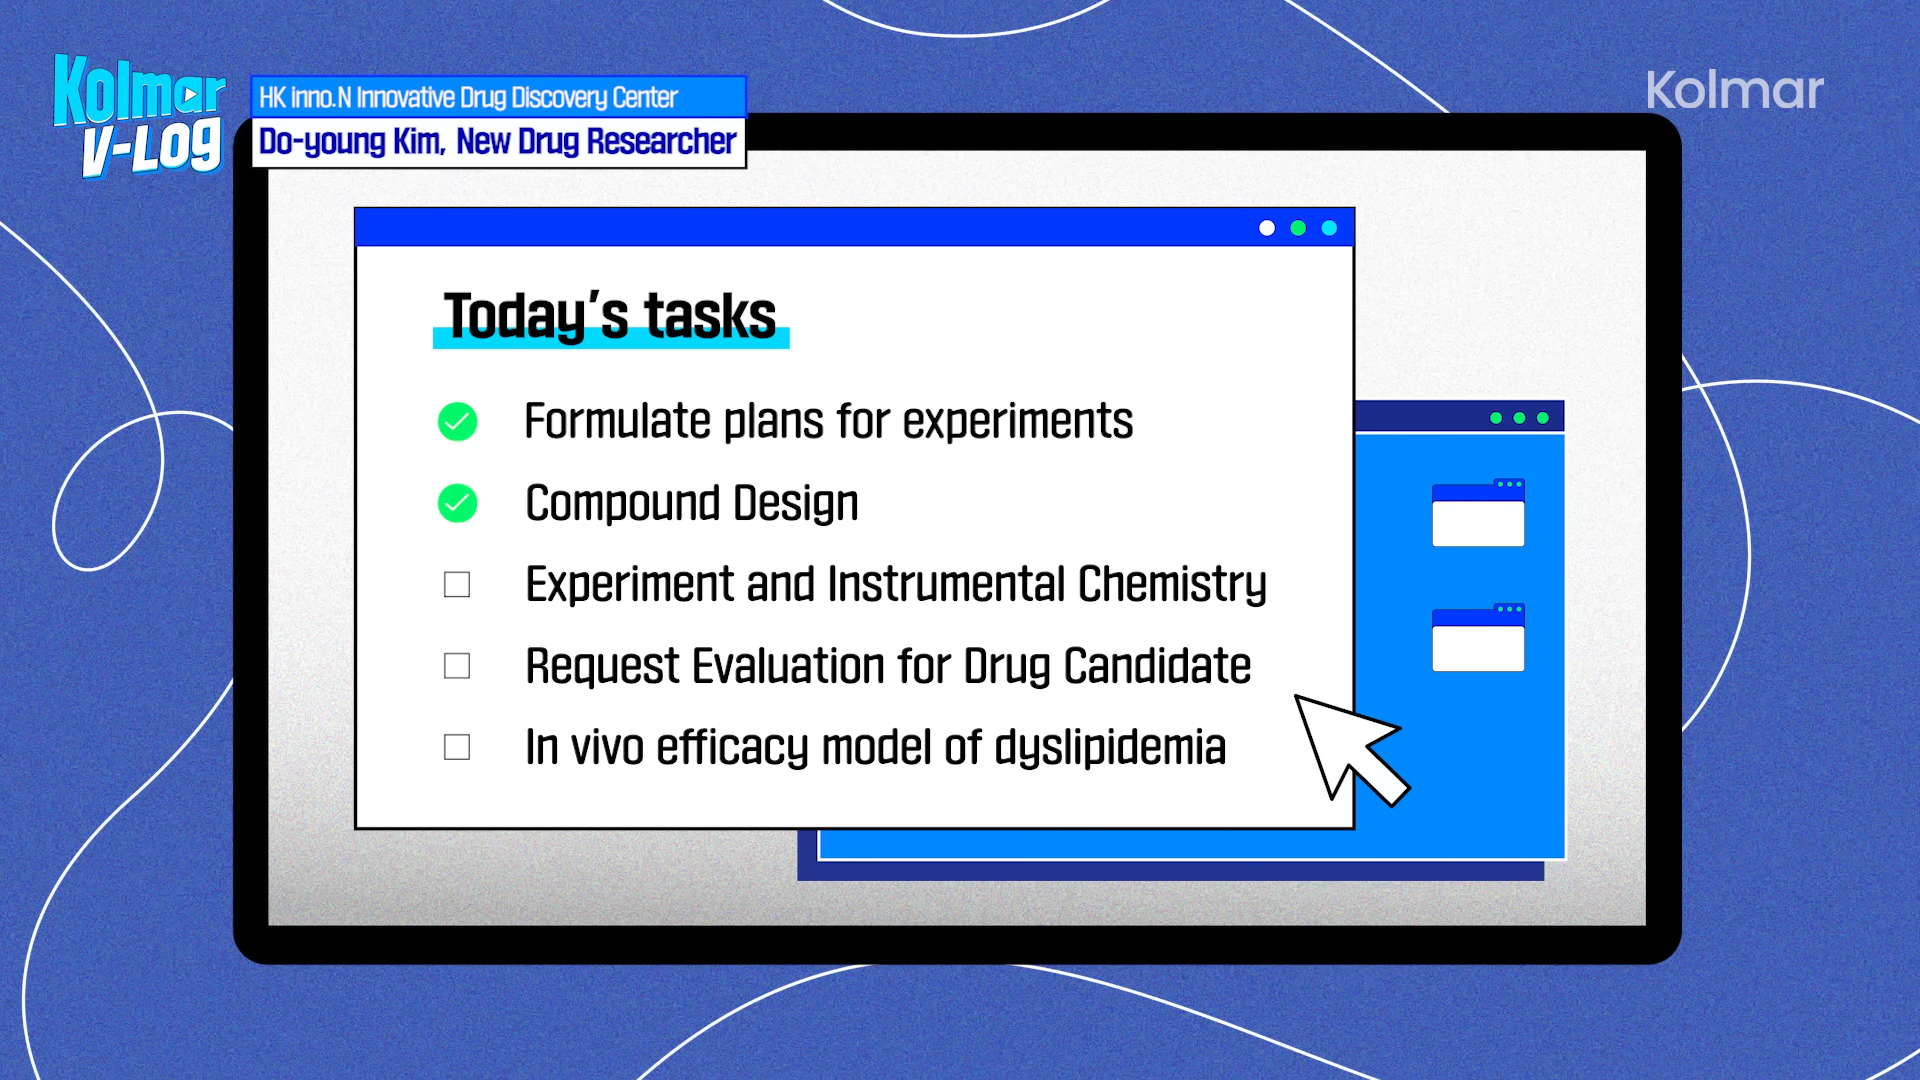 Kolmar
V-LOG
HK inno.N Innovative Drug Discovery Center
Do-young Kim, New Drug Researcher
Kolmar
Today's tasks
Formulate plans for experiments
Compound Design
Experiment and Instrumental Chemistry
Request Evaluation for Drug Candidate
In vivo efficacy model of dyslipidemia